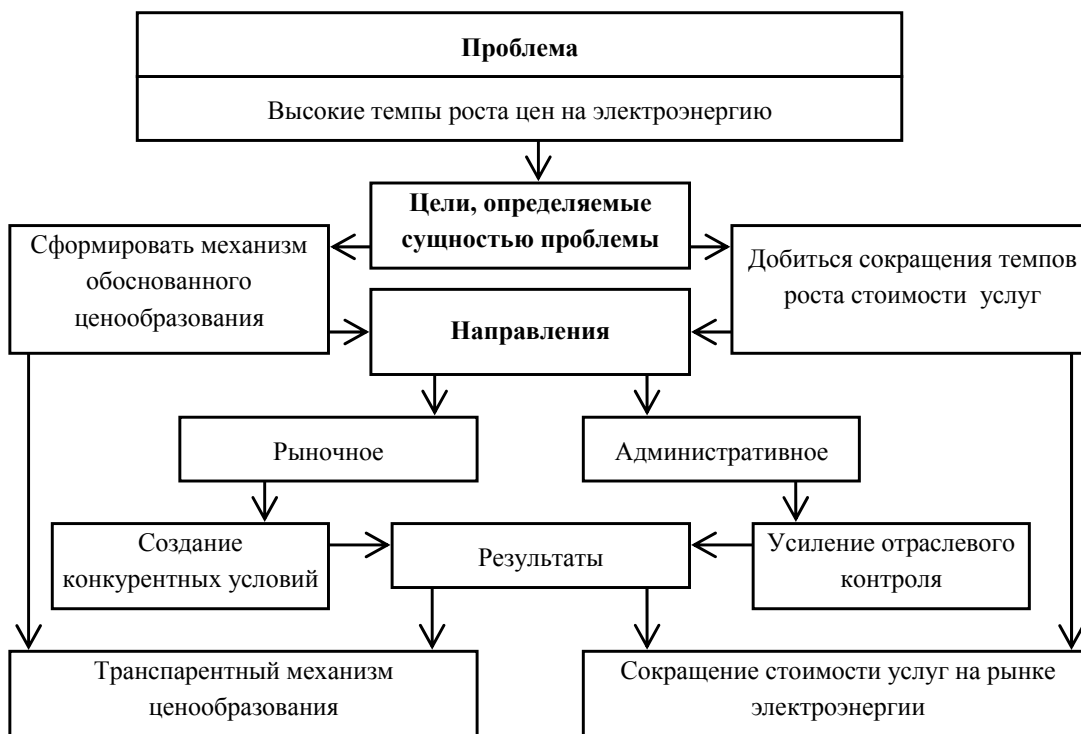 Проблема
Высокие темпы роста цен на электроэнергию
Цели, определяемые
сущностью проблемы
Сформировать механизм
обоснованного
ценообразования
Добиться сокращения темпов
роста стоимости услуг
Направления
Рыночное
Административное
Создание
конкурентных условий
Результаты
Усиление отраслевого
контроля
Транспарентный механизм
ценообразования
Сокращение стоимости услуг на рынке
электроэнергии